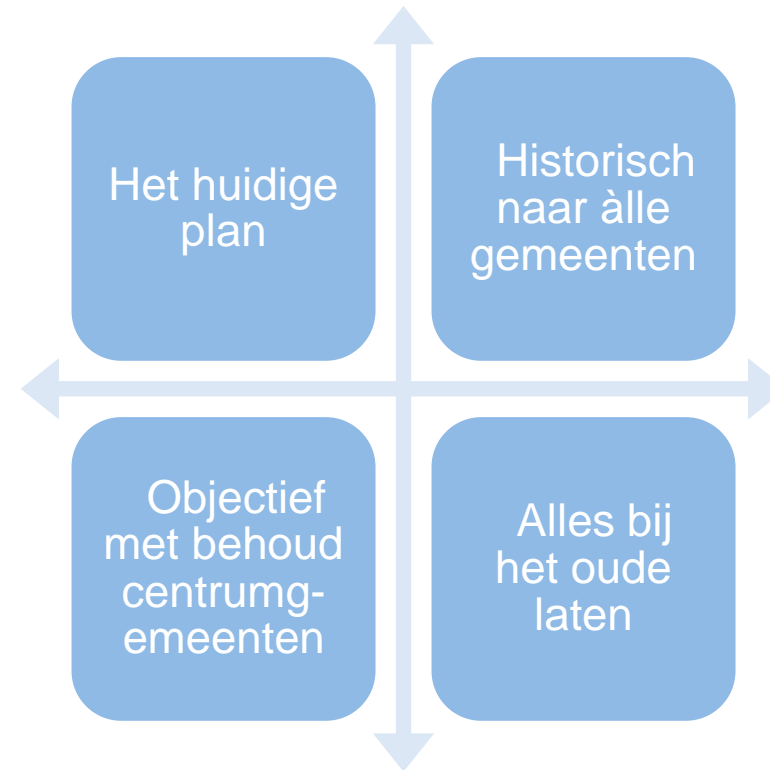 Het huidige
plan
Historisch
naar àlle
gemeenten
Objectief
met behoud
centrumg-
emeenten
Alles bij
het oude
laten